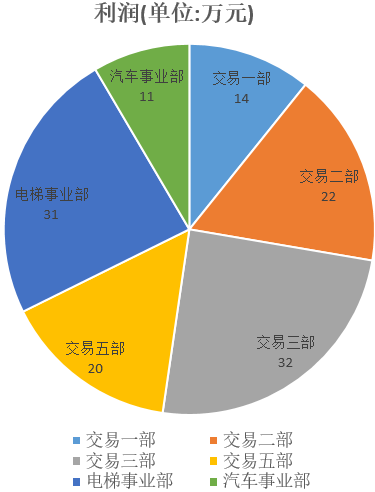 利润(单位:万元)
汽车事业部
11
交易一部
14
交易二部
22
电梯事业部
31
交易三部
32
交易五部
20
交易一部 交易二部
交易三部 交易五部
电梯事业部 汽车事业部